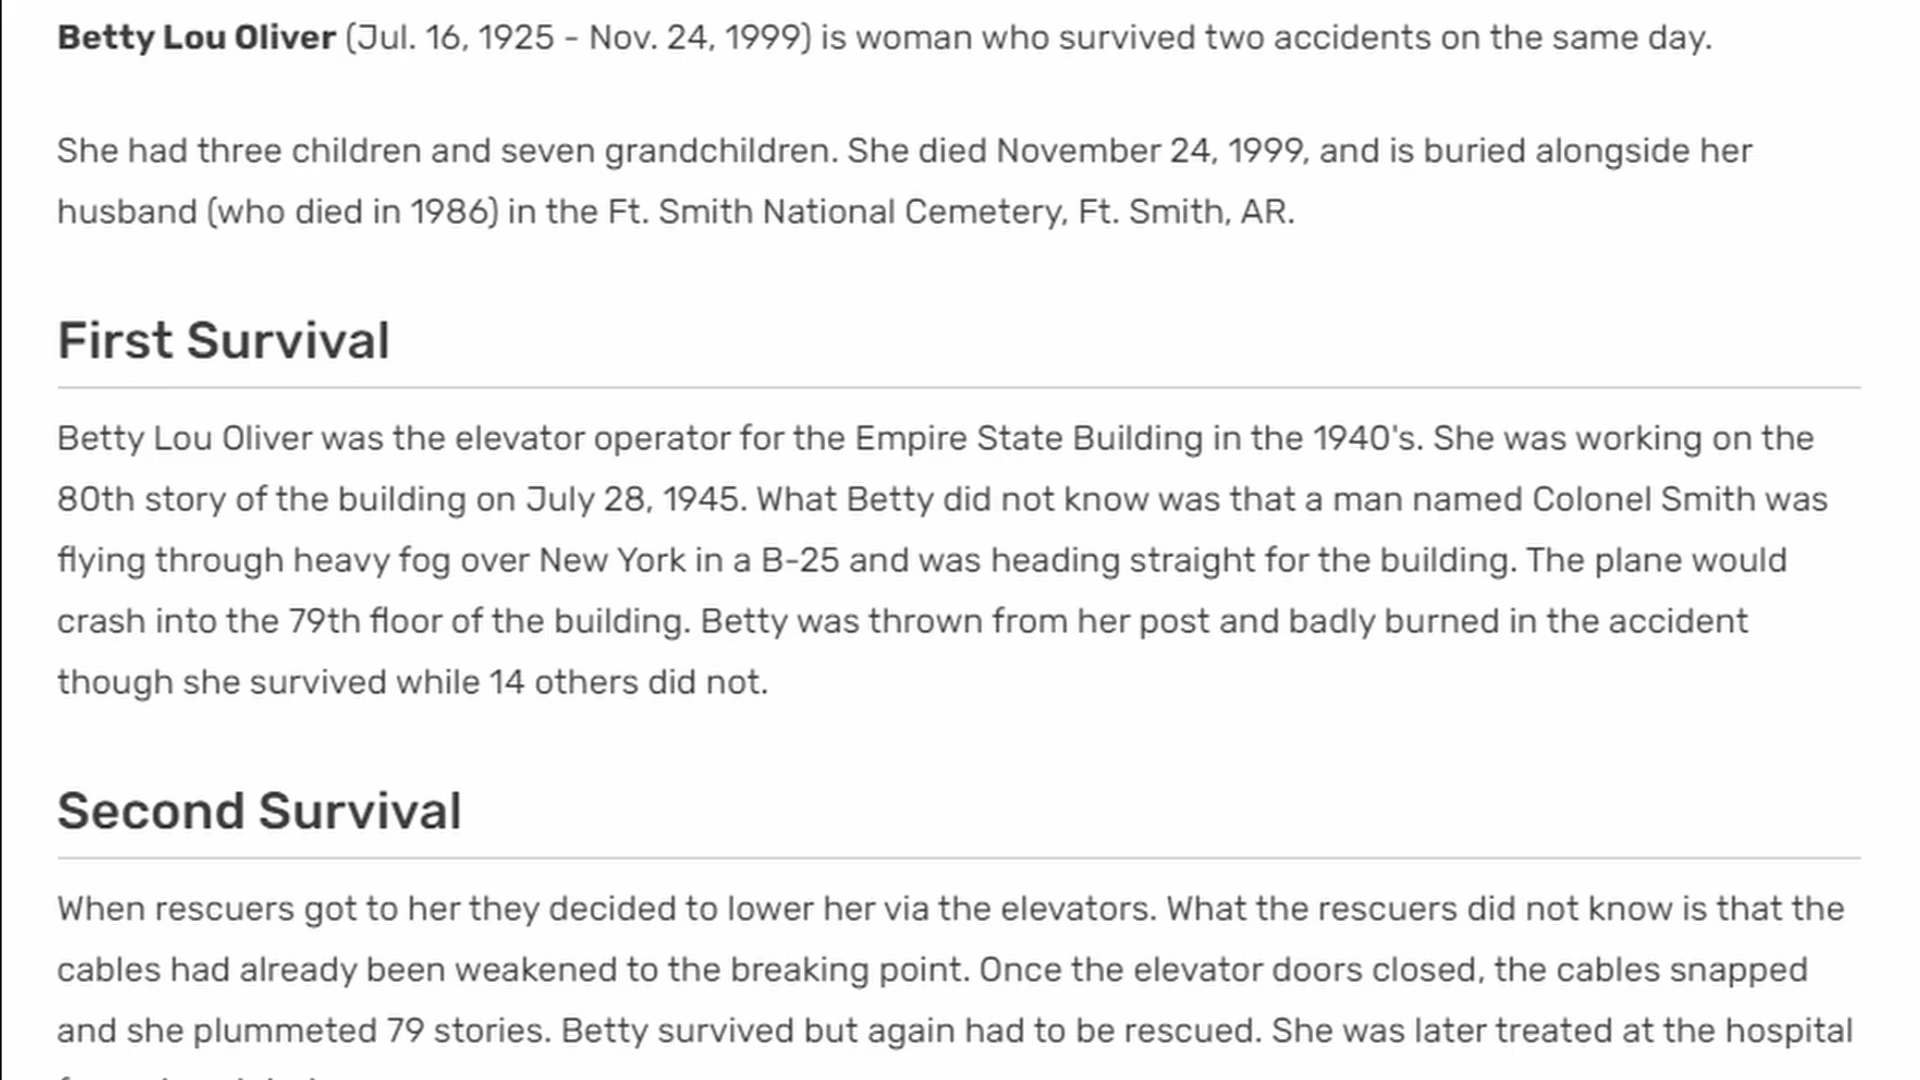 Betty Lou Oliver (Jul. 16, 1925 - Nov. 24, 1999) is woman who survived two accidents on the same day.
She had three children and seven grandchildren. She died November 24, 1999, and is buried alongside her
husband (who died in 1986) in the Ft. Smith National Cemetery, Ft. Smith, AR.
First Survival
Betty Lou Oliver was the elevator operator for the Empire State Building in the 1940's. She was working on the
80th story of the building on July 28, 1945. What Betty did not know was that a man named Colonel Smith was
flying through heavy fog over New York in a B-25 and was heading straight for the building. The plane would
crash into the 79th floor of the building. Betty was thrown from her post and badly burned in the accident
though she survived while 14 others did not.
Second Survival
When rescuers got to her they decided to lower her via the elevators. What the rescuers did not know is that the
cables had already been weakened to the breaking point. Once the elevator doors closed, the cables snapped
and she plummeted 79 stories. Betty survived but again had to be rescued. She was later treated at the hospital